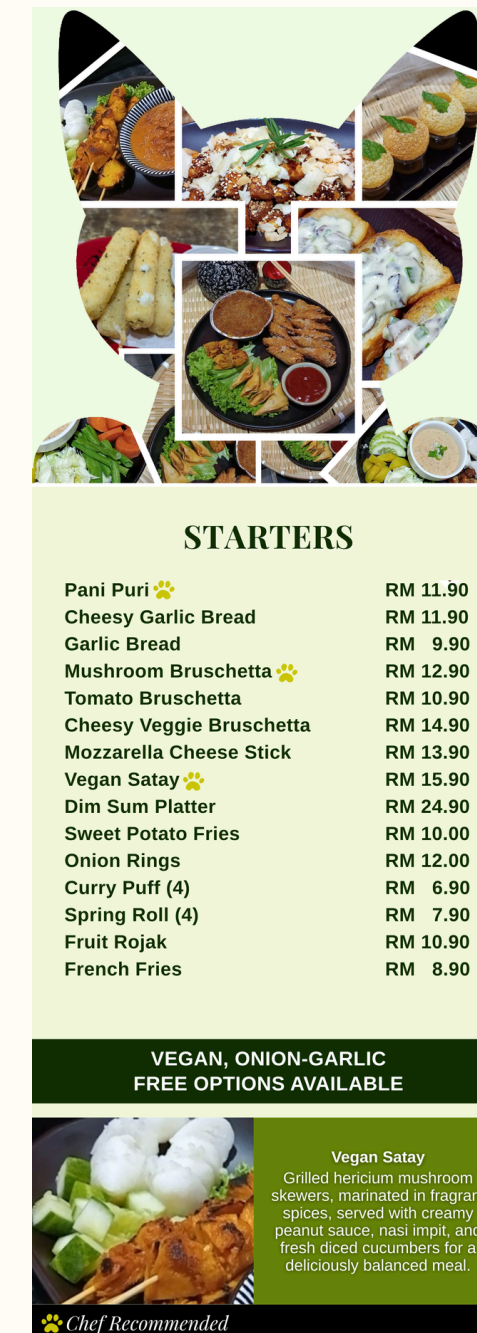 STARTERS
Pani Puri RM 11.90
Cheesy Garlic Bread RM 11.90
Garlic Bread RM 9.90
Mushroom Bruschetta RM 12.90
Tomato Bruschetta RM 10.90
Cheesy Veggie Bruschetta RM 14.90
Mozzarella Cheese Stick RM 13.90
Vegan Satay RM 15.90
Dim Sum Platter RM 24.90
Sweet Potato Fries RM 10.00
Onion Rings RM 12.00
Curry Puff (4) RM 6.90
Spring Roll (4) RM 7.90
Fruit Rojak RM 10.90
French Fries RM 8.90
VEGAN, ONION-GARLIC
FREE OPTIONS AVAILABLE
Vegan Satay
Grilled hericium mushroom
skewers, marinated in
spices, served with creamy
peanut sauce, nasi impit,
fresh diced cucumbers for a
deliciously balanced meal.
Chef Recommended